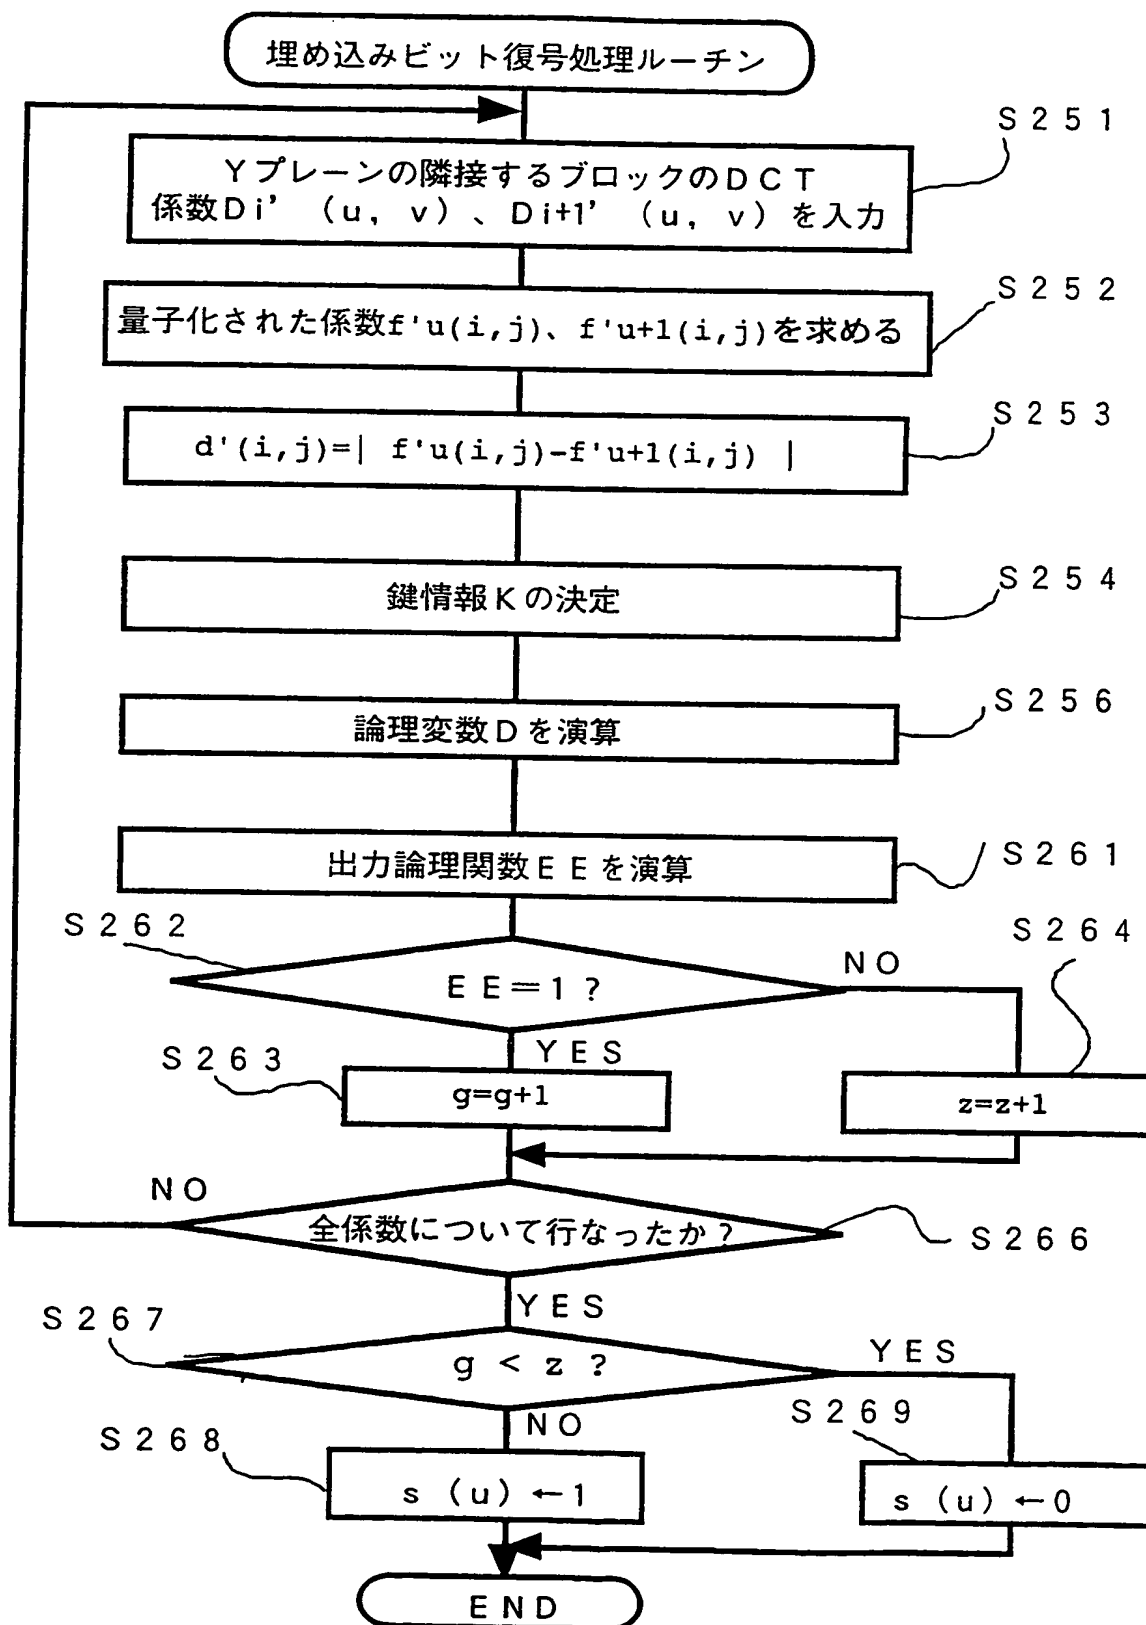 埋め込みビット復号処理ルーチン
S251
Yプレーンの隣接するブロックのDCT
係数Di'(u, v)、Di+1'(u, v)を入力
S252
量子化された係数f'u(i,j)、f'u+1(i,j)を求める
S253
d'(i,j)=| f'u(i,j)-f'u+1(i,j) |
S254
鍵情報Kの決定
S256
論理変数Dを演算
S261
出力論理関数EEを演算
S262
S264
EE=1?
NO
YES
S263
g=g+1
z=z+1
NO
全係数について行なったか?
S266
YES
S267
g < z ?
YES
NO
S269
S268
s (u) ←1
s (u) ←0
END